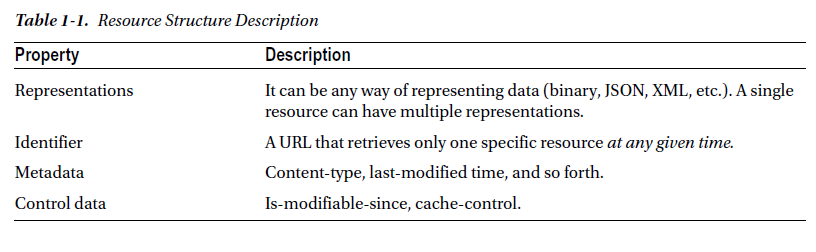 Table 1-1. Resource Structure Description
Property Description
Representations It can be any way of representing data (binary, JSON, XML, etc.). A single
resource can have multiple representations.
Identifier A URL that retrieves only one specific resource at any given time.
Metadata Content-type, last-modified time, and so forth.
Control data Is-modifiable-since, cache-control.